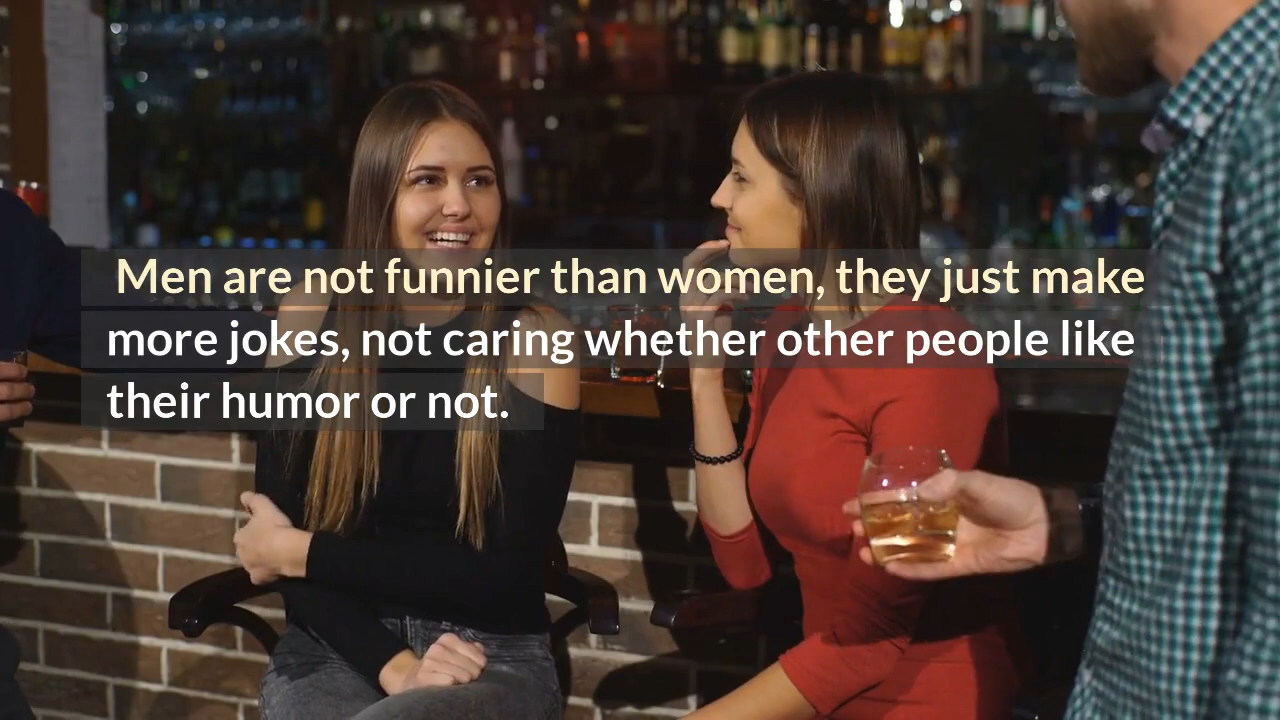 Men are not funnier than women, they just make
more jokes, not caring whether other people like
their humor or not.